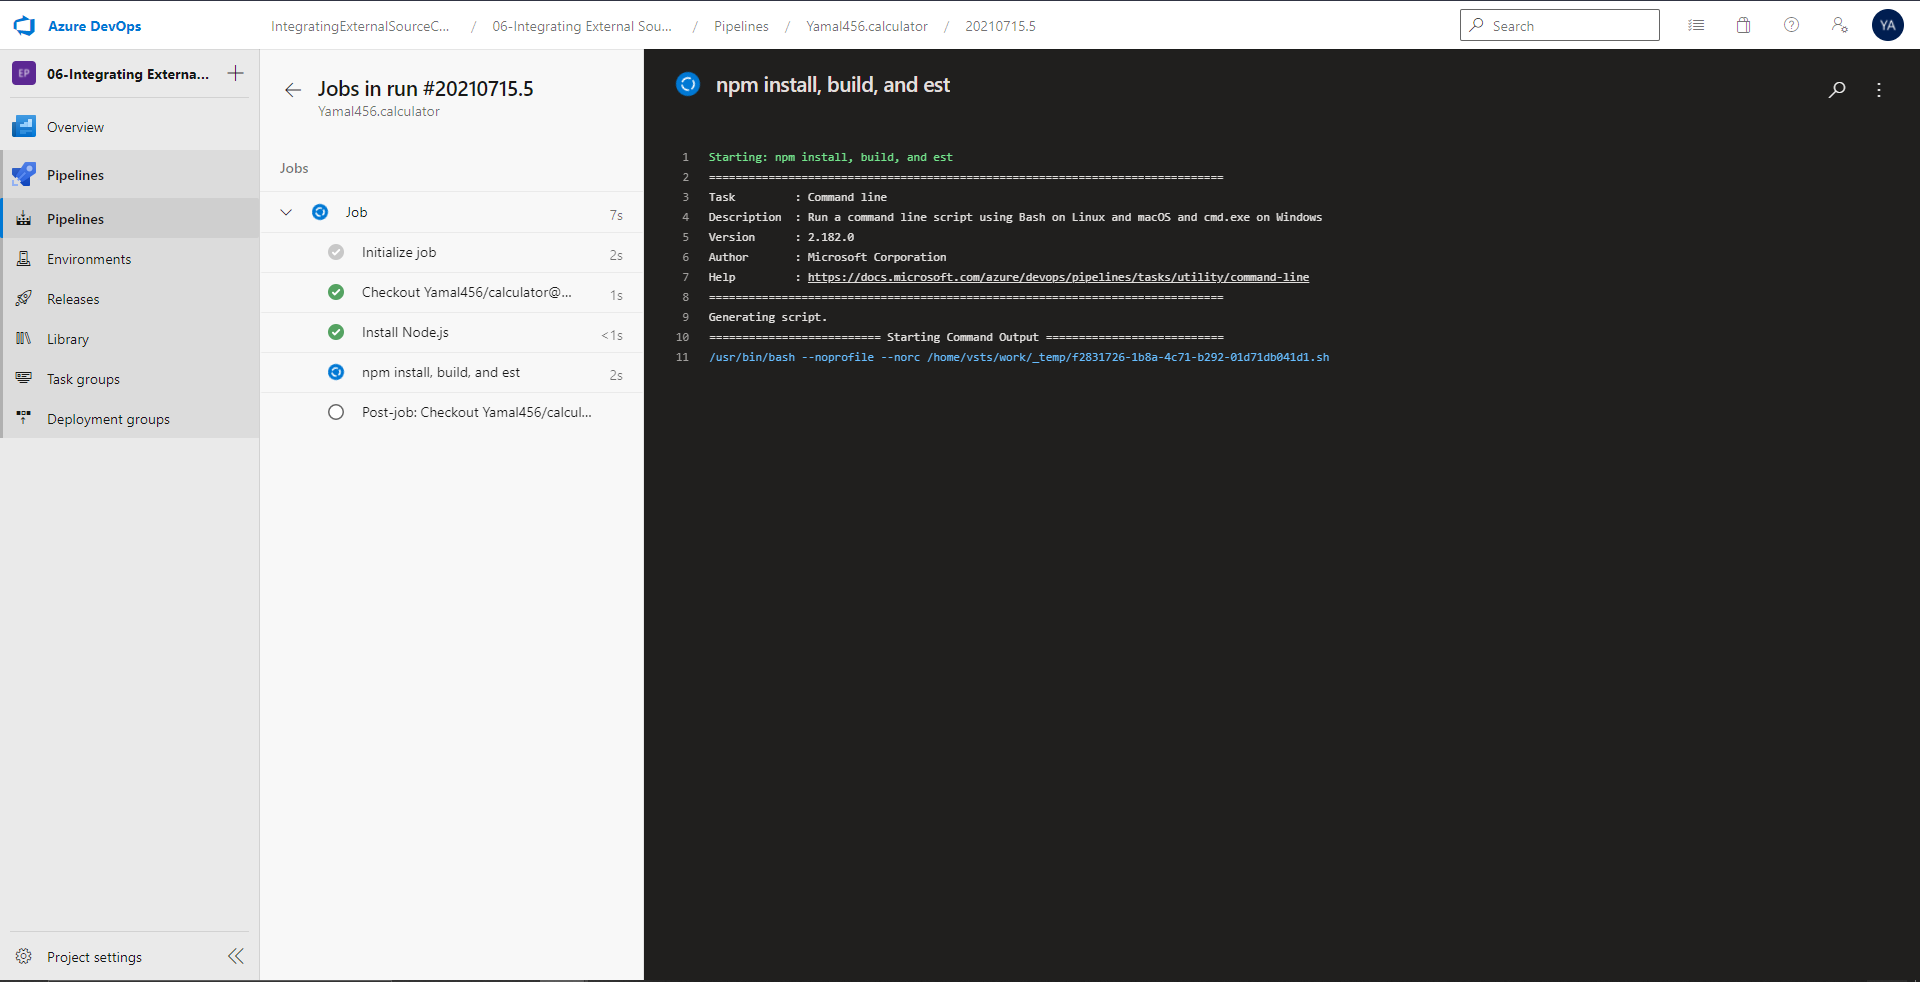 Azure DevOps
IntegratingExternalSourceC... / 06-Integrating External Sou... / Pipelines / Yamal456.calculator / 20210715.5
Search
YA
EP 06-Integrating Externa...
Overview
Pipelines
Pipelines
Environments
Releases
Library
Task groups
Deployment groups
Project settings
Jobs in run #20210715.5
Yamal456.calculator
Jobs
Job 7s
Initialize job 2s
Checkout Yamal456/calculator@... 1s
Install Node.js <1s
npm install, build, and est 2s
Post-job: Checkout Yamal456/calcul...
npm install, build, and est
1 Starting: npm install, build, and est
2 ==============================================================================
3 Task         : Command line
4 Description  : Run a command line script using Bash on Linux and macOS and cmd.exe on Windows
5 Version      : 2.182.0
6 Author       : Microsoft Corporation
7 Help         : https://docs.microsoft.com/azure/devops/pipelines/tasks/utility/command-line
8 ==============================================================================
9 Generating script.
10 ========================== Starting Command Output ===========================
11 /usr/bin/bash --noprofile --norc /home/vsts/work/_temp/f2831726-1b8a-4c71-b292-01d71db041d1.sh